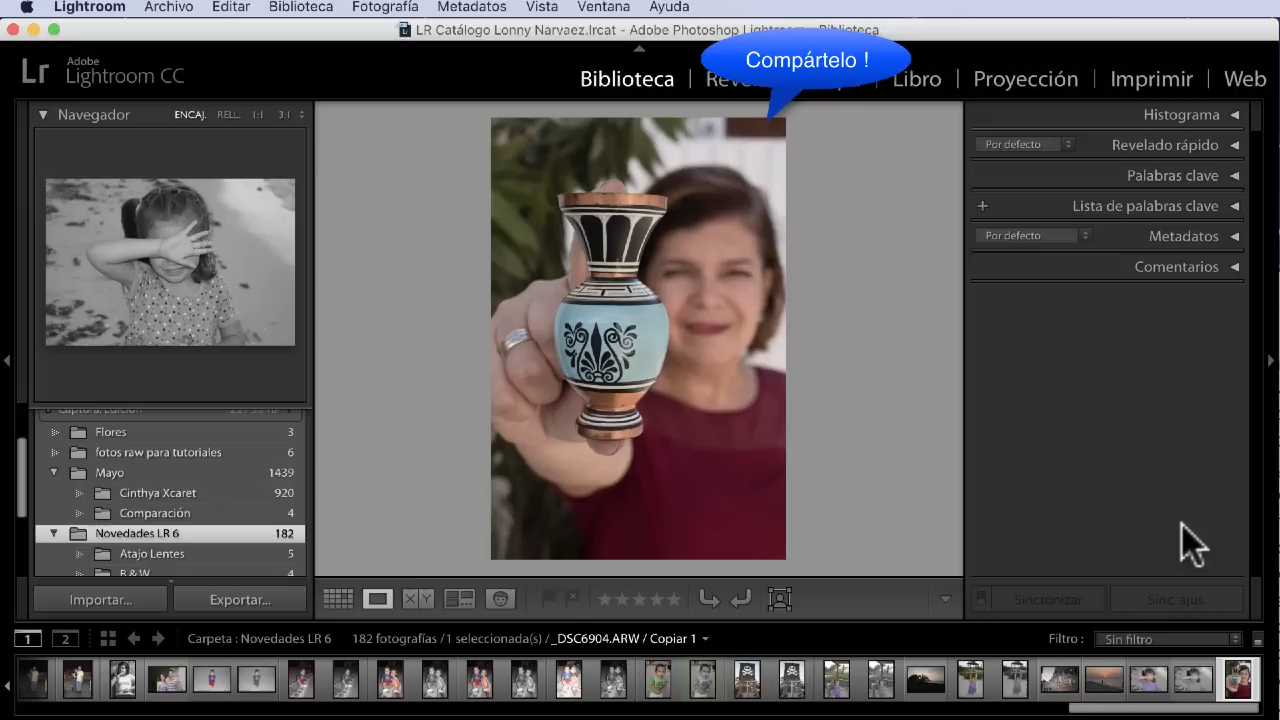 Lightroom Archivo Editar Biblioteca Fotografía Metadatos Vista Ventana Ayuda
LR Catálogo Lonny Narvaez.lrcat - Adobe Photoshop Lightroom - Biblioteca
Compártelo !
Lr Adobe
Lightroom CC
Biblioteca | Libro | Proyección | Imprimir | Web
Navegador ENCAJ. RELL. 1:1 3:1
Histograma
Por defecto Revelado rápido
Palabras clave
+ Lista de palabras clave
Por defecto Metadatos
Comentarios
Flores 3
fotos raw para tutoriales 6
Mayo 1439
Cinthya Xcaret 920
Comparación 4
Novedades LR 6 182
Atajo Lentes 5
B & W 4
Importar... Exportar...
X Y
Sincronizar Sinc. ajus.
1 2 Carpeta : Novedades LR 6 182 fotografías /1 seleccionada(s) / _DSC6904.ARW / Copiar 1 Filtro : Sin filtro